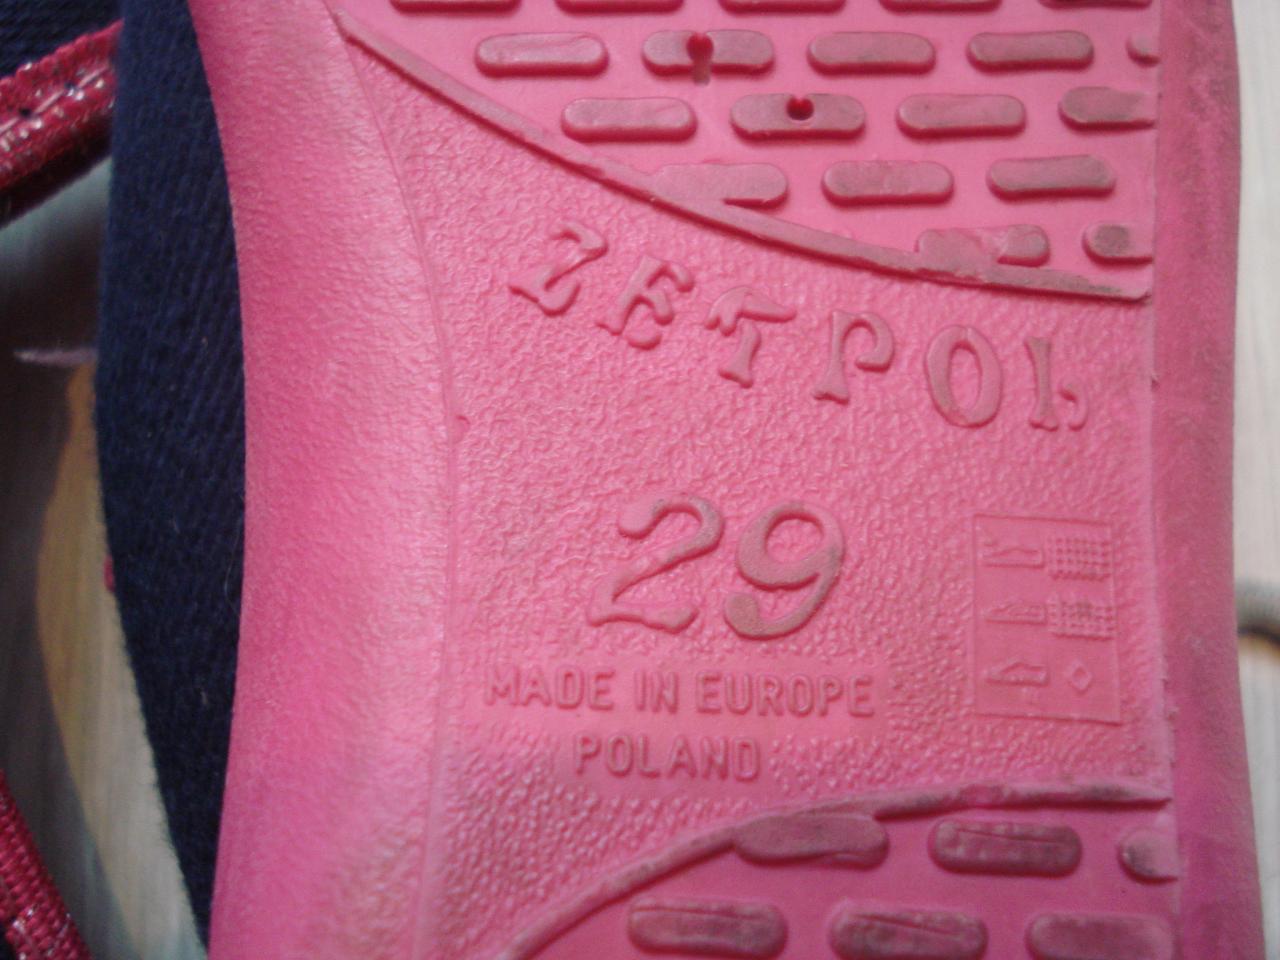 ZETPOL
29
MADE IN EUROPE
POLAND